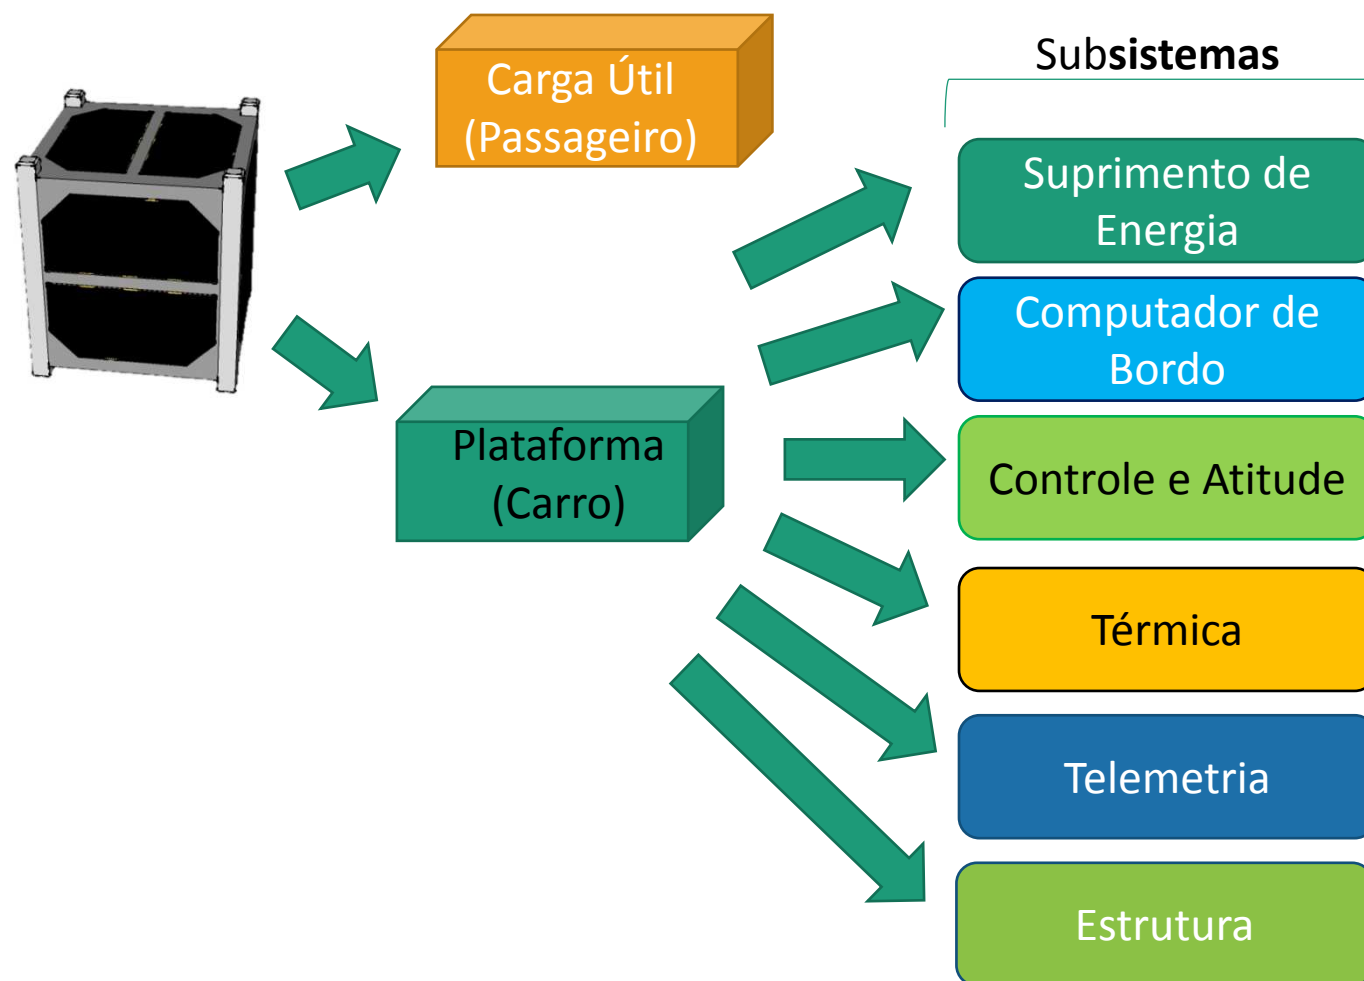 Carga Útil
(Passageiro)
Plataforma
(Carro)
Subsistemas
Suprimento de
Energia
Computador de
Bordo
Controle e Atitude
Térmica
Telemetria
Estrutura